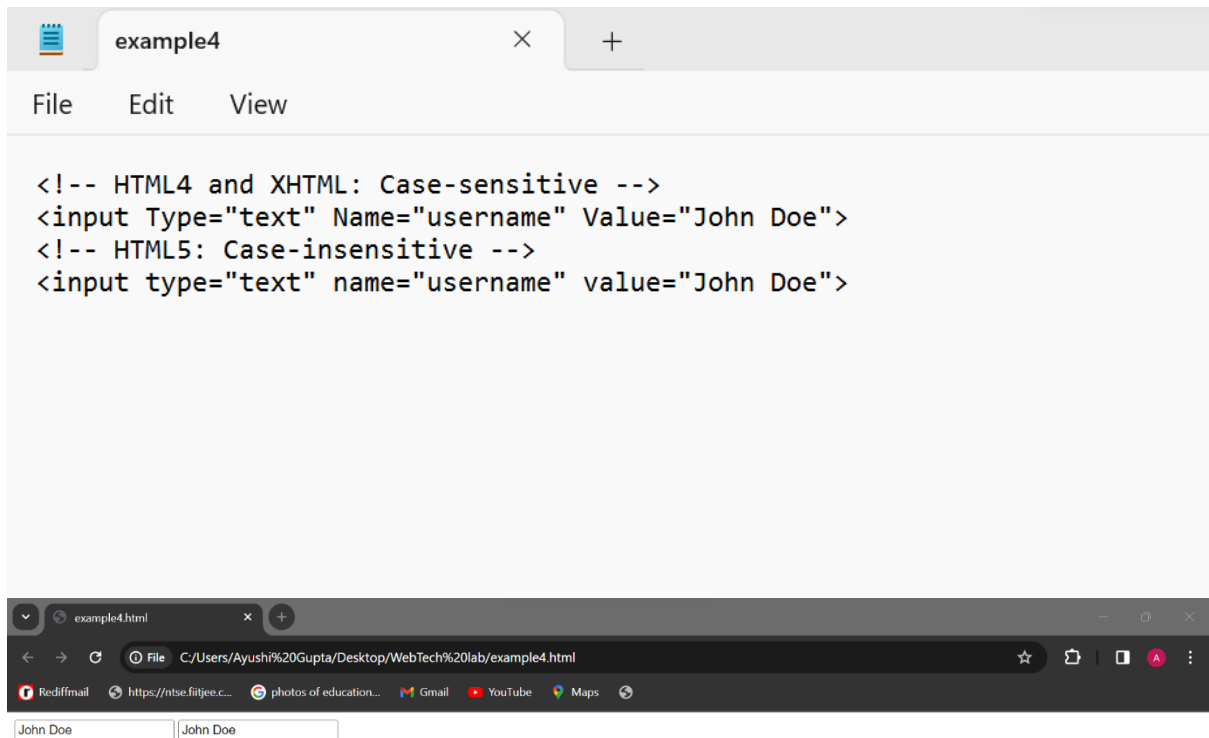 example4
File Edit View
<!-- HTML4 and XHTML: Case-sensitive -->
<input Type="text" Name="username" Value="John Doe">
<!-- HTML5: Case-insensitive -->
<input type="text" name="username" value="John Doe">
example4.html
File C:/Users/Ayushi%20Gupta/Desktop/WebTech%20lab/example4.html A
Rediffmail https://ntse.fiitjee.c... photos of education... Gmail YouTube Maps
John Doe John Doe